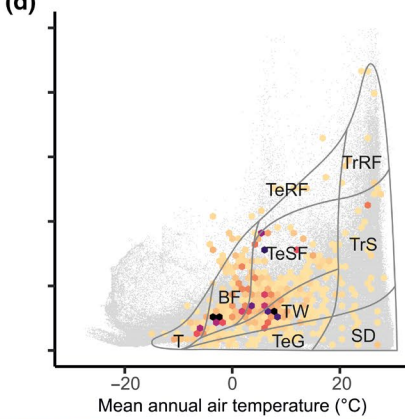 (d)
TrRF
TeRF
TrS
TeSF
BF
TW
T
TeG
SD
−20 0 20
Mean annual air temperature (°C)